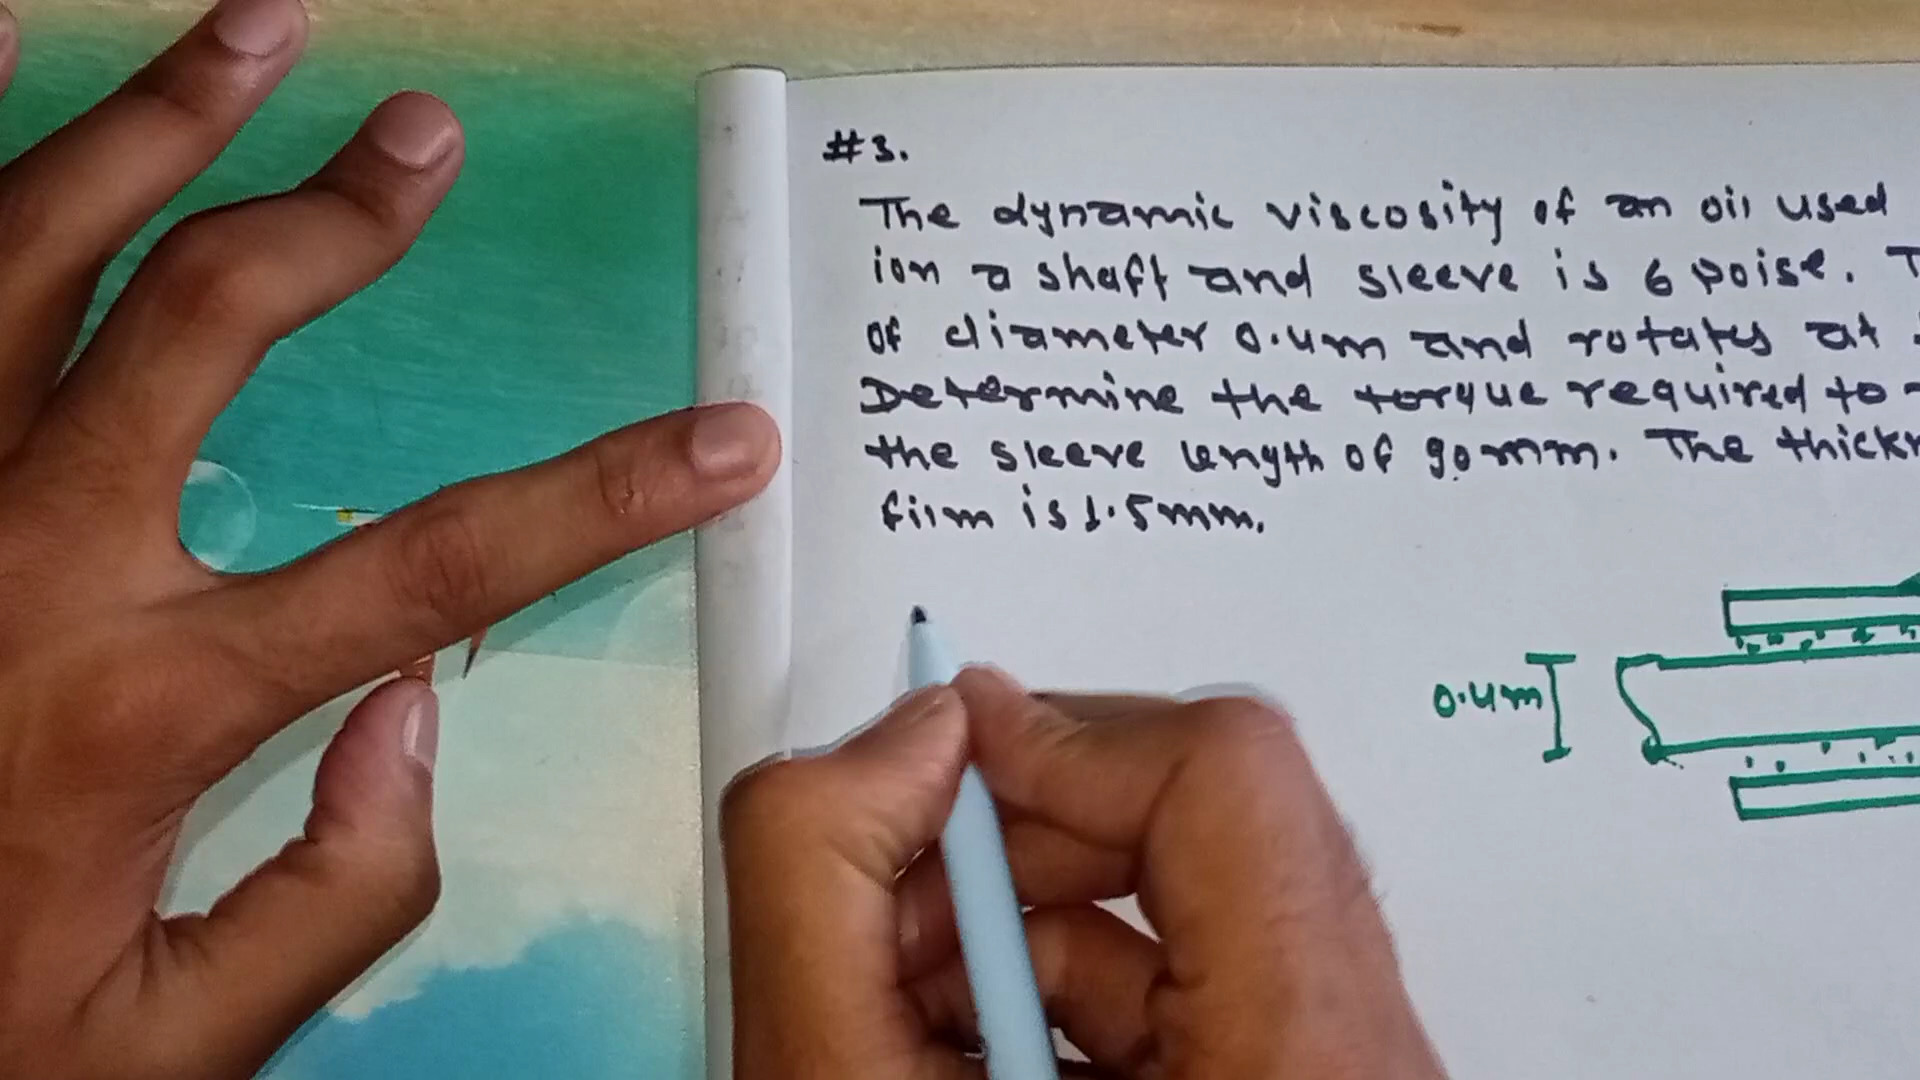 #3.
The dynamic viscosity of an oil used
ion a shaft and sleeve is 6 poise. T
of diameter 0.4m and rotates at
Determine the torque required to
the sleeve length of 90mm. The thickn
film is 1.5mm.
0.4m